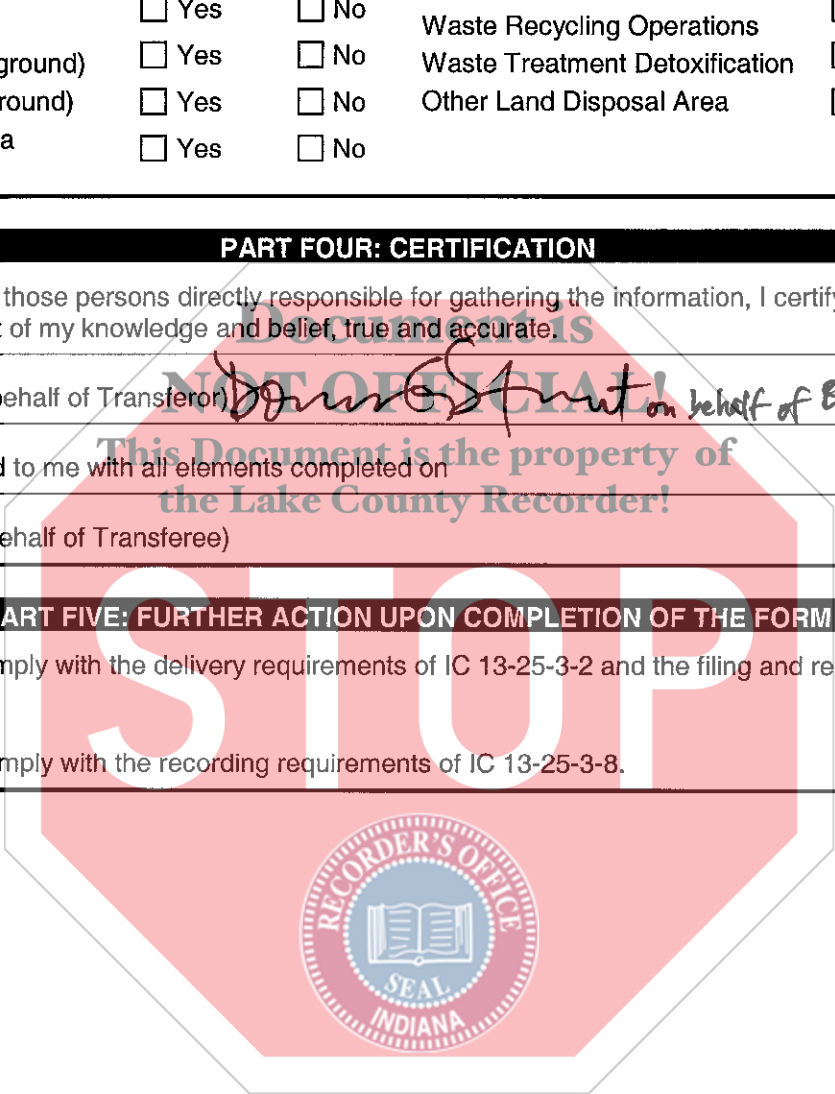 Yes No
Waste Recycling Operations
ground) Yes No Waste Treatment Detoxification
round) Yes No Other Land Disposal Area
a Yes No
PART FOUR: CERTIFICATION
those persons directly responsible for gathering the information, I certify
of my knowledge and belief, true and accurate.
Document is
ehalf of Transferor) on behalf of
NOT OFFICIAL!
This Document is the property of
to me with all elements completed on
the Lake County Recorder!
ehalf of Transferee)
ART FIVE: FURTHER ACTION UPON COMPLETION OF THE FORM
mply with the delivery requirements of IC 13-25-3-2 and the filing and re
STOP
mply with the recording requirements of IC 13-25-3-8.
RECORDER'S OFFICE
SEAL
INDIANA